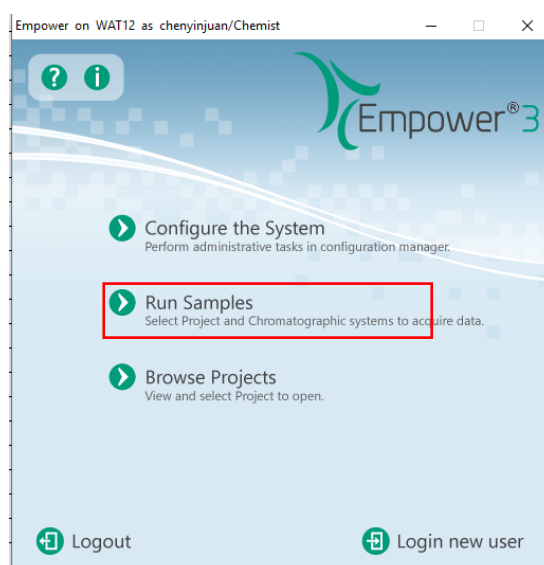 Empower on WAT12 as chenyinjuan/Chemist
? i
Empower®3
Configure the System
Perform administrative tasks in configuration manager.
Run Samples
Select Project and Chromatographic systems to acquire data.
Browse Projects
View and select Project to open.
Logout
Login new user